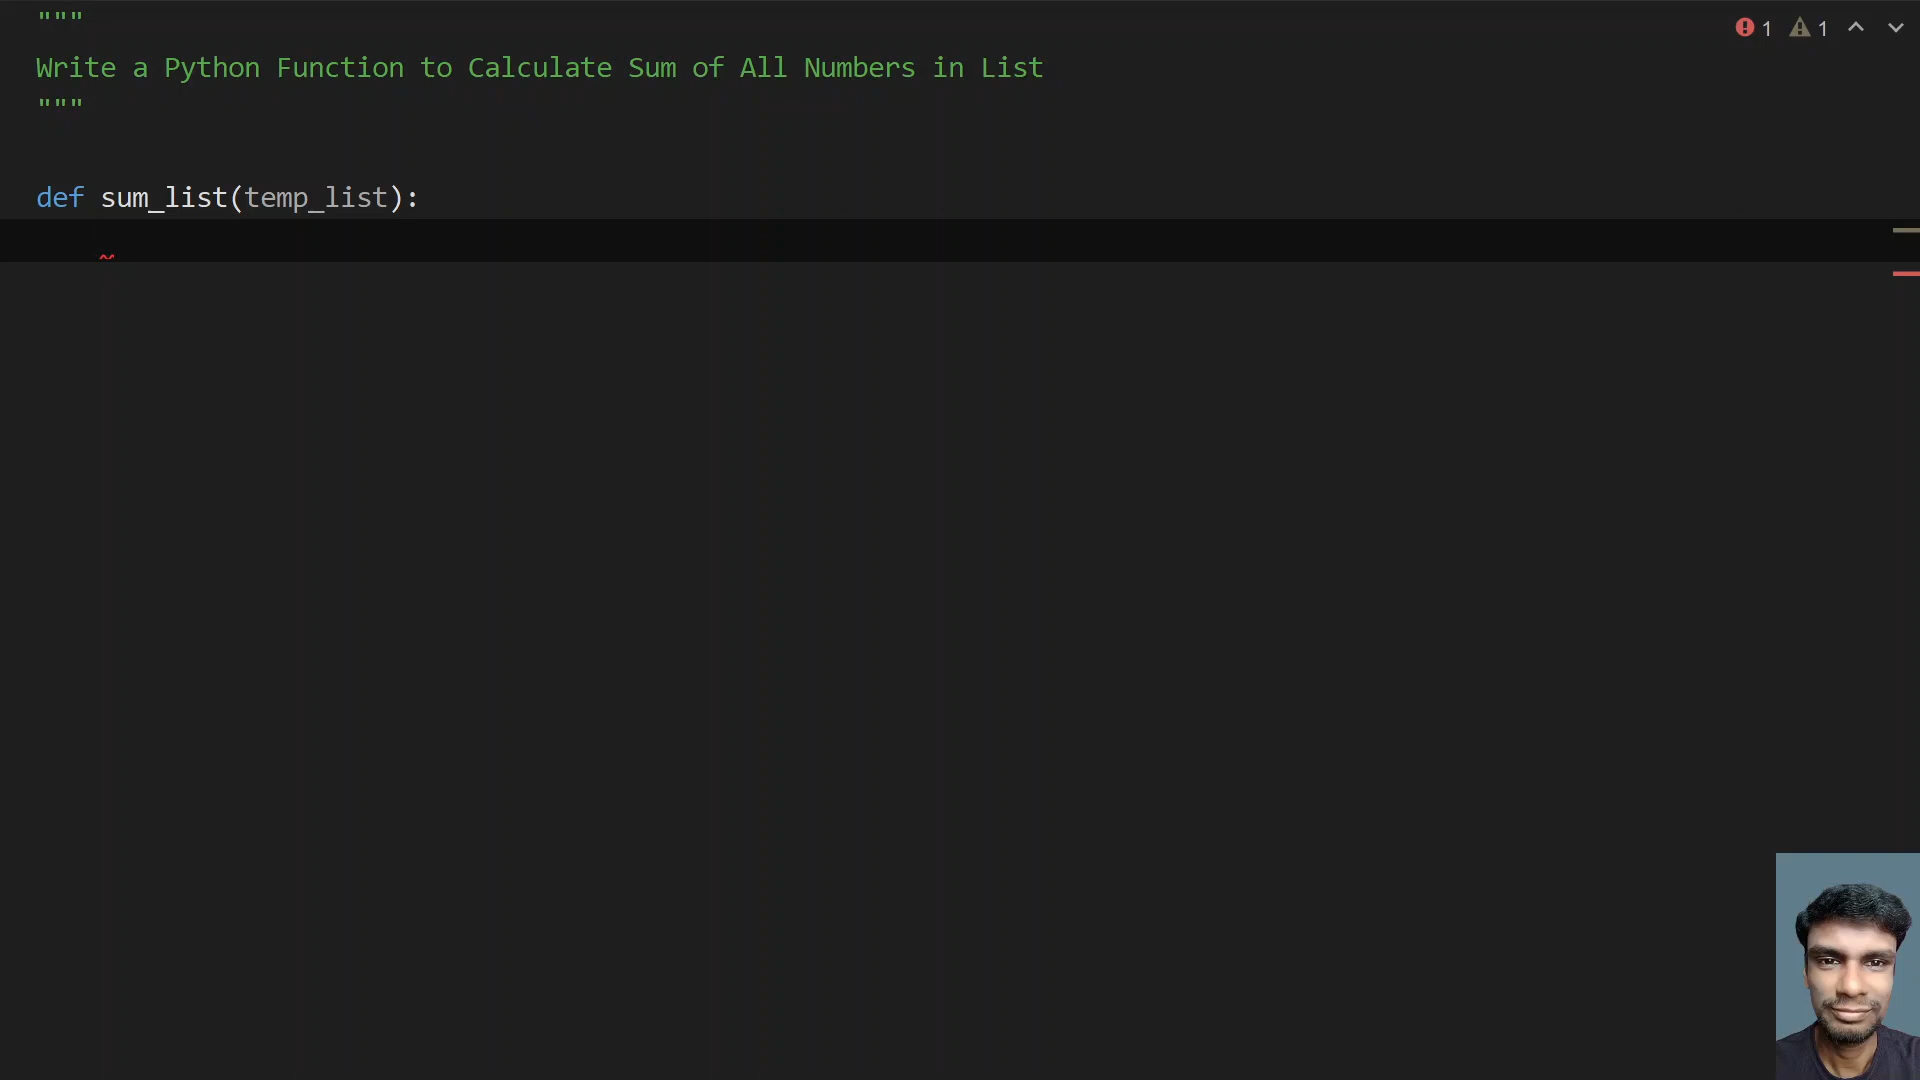 """
1 1
Write a Python Function to Calculate Sum of All Numbers in List
"""
def sum_list(temp_list):